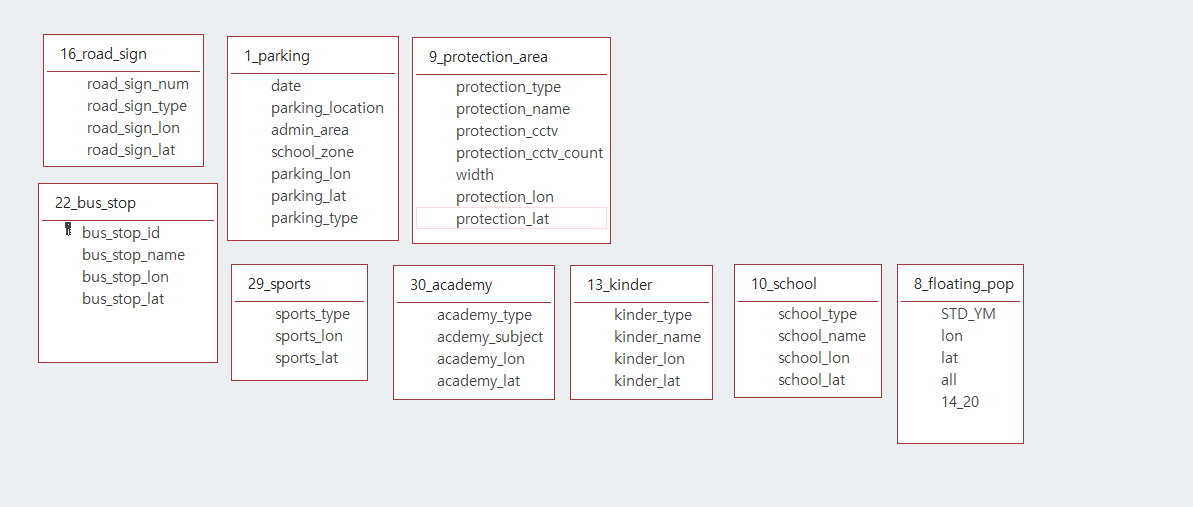 16_road_sign
road_sign_num
road_sign_type
road_sign_lon
road_sign_lat
1_parking
date
parking_location
admin_area
school_zone
parking_lon
parking_lat
parking_type
9_protection_area
protection_type
protection_name
protection_cctv
protection_cctv_count
width
protection_lon
protection_lat
22_bus_stop
bus_stop_id
bus_stop_name
bus_stop_lon
bus_stop_lat
29_sports
sports_type
sports_lon
sports_lat
30_academy
academy_type
acdemy_subject
academy_lon
academy_lat
13_kinder
kinder_type
kinder_name
kinder_lon
kinder_lat
10_school
school_type
school_name
school_lon
school_lat
8_floating_pop
STD_YM
lon
lat
all
14_20